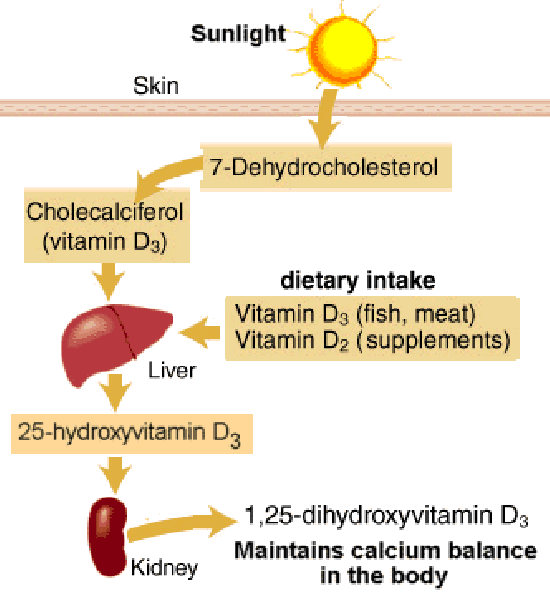 Sunlight
Skin
7-Dehydrocholesterol
Cholecalciferol
(vitamin D3)
dietary intake
Vitamin D3 (fish, meat)
Vitamin D2 (supplements)
Liver
25-hydroxyvitamin D3
1,25-dihydroxyvitamin D3
Maintains calcium balance
in the body
Kidney